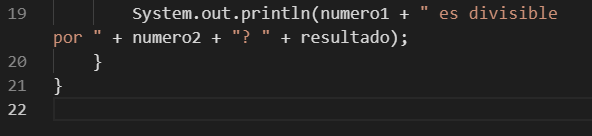 19 System.out.println(numero1 + " es divisible
por " + numero2 + "? " + resultado);
20 }
21 }
22